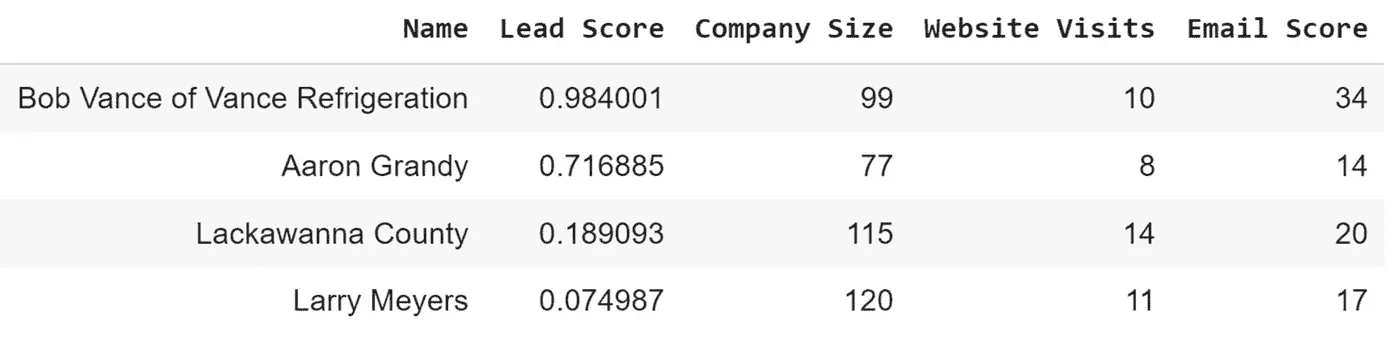 Name Lead Score Company Size Website Visits Email Score
Bob Vance of Vance Refrigeration 0.984001 99 10 34
Aaron Grandy 0.716885 77 8 14
Lackawanna County 0.189093 115 14 20
Larry Meyers 0.074987 120 11 17